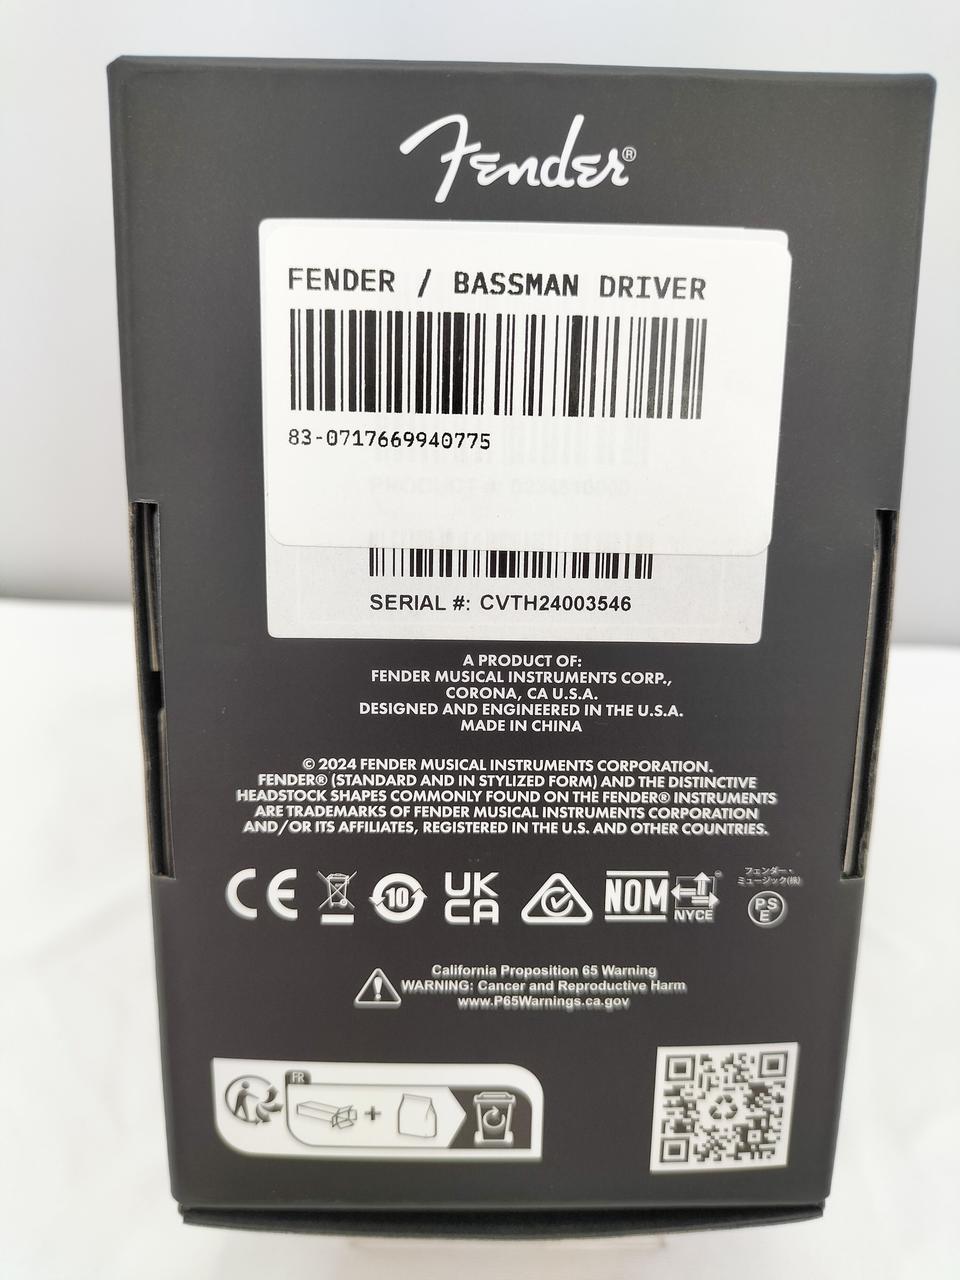 Fender®
FENDER / BASSMAN DRIVER
83-0717669940775
SERIAL #: CVTH24003546
A PRODUCT OF:
FENDER MUSICAL INSTRUMENTS CORP.,
CORONA, CA U.S.A.
DESIGNED AND ENGINEERED IN THE U.S.A.
MADE IN CHINA
© 2024 FENDER MUSICAL INSTRUMENTS CORPORATION.
FENDER® (STANDARD AND IN STYLIZED FORM) AND THE DISTINCTIVE
HEADSTOCK SHAPES COMMONLY FOUND ON THE FENDER® INSTRUMENTS
ARE TRADEMARKS OF FENDER MUSICAL INSTRUMENTS CORPORATION
AND/OR ITS AFFILIATES, REGISTERED IN THE U.S. AND OTHER COUNTRIES.
CE
10
UK
CA
NOM
NYCE
フェンダー・
ミュージック(株)
PS
E
California Proposition 65 Warning
WARNING: Cancer and Reproductive Harm
www.P65Warnings.ca.gov
FR